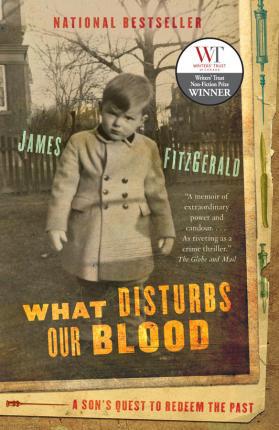 NATIONAL BESTSELLER
WT
WRITERS' TRUST
Writers' Trust
Non-Fiction Prize
WINNER
JAMES
FITZGERALD
"A memoir of
extraordinary
power and
candour. . . .
As riveting as a
crime thriller."
The Globe and Mail
WHAT DISTURBS
OUR BLOOD
A SON'S QUEST TO REDEEM THE PAST